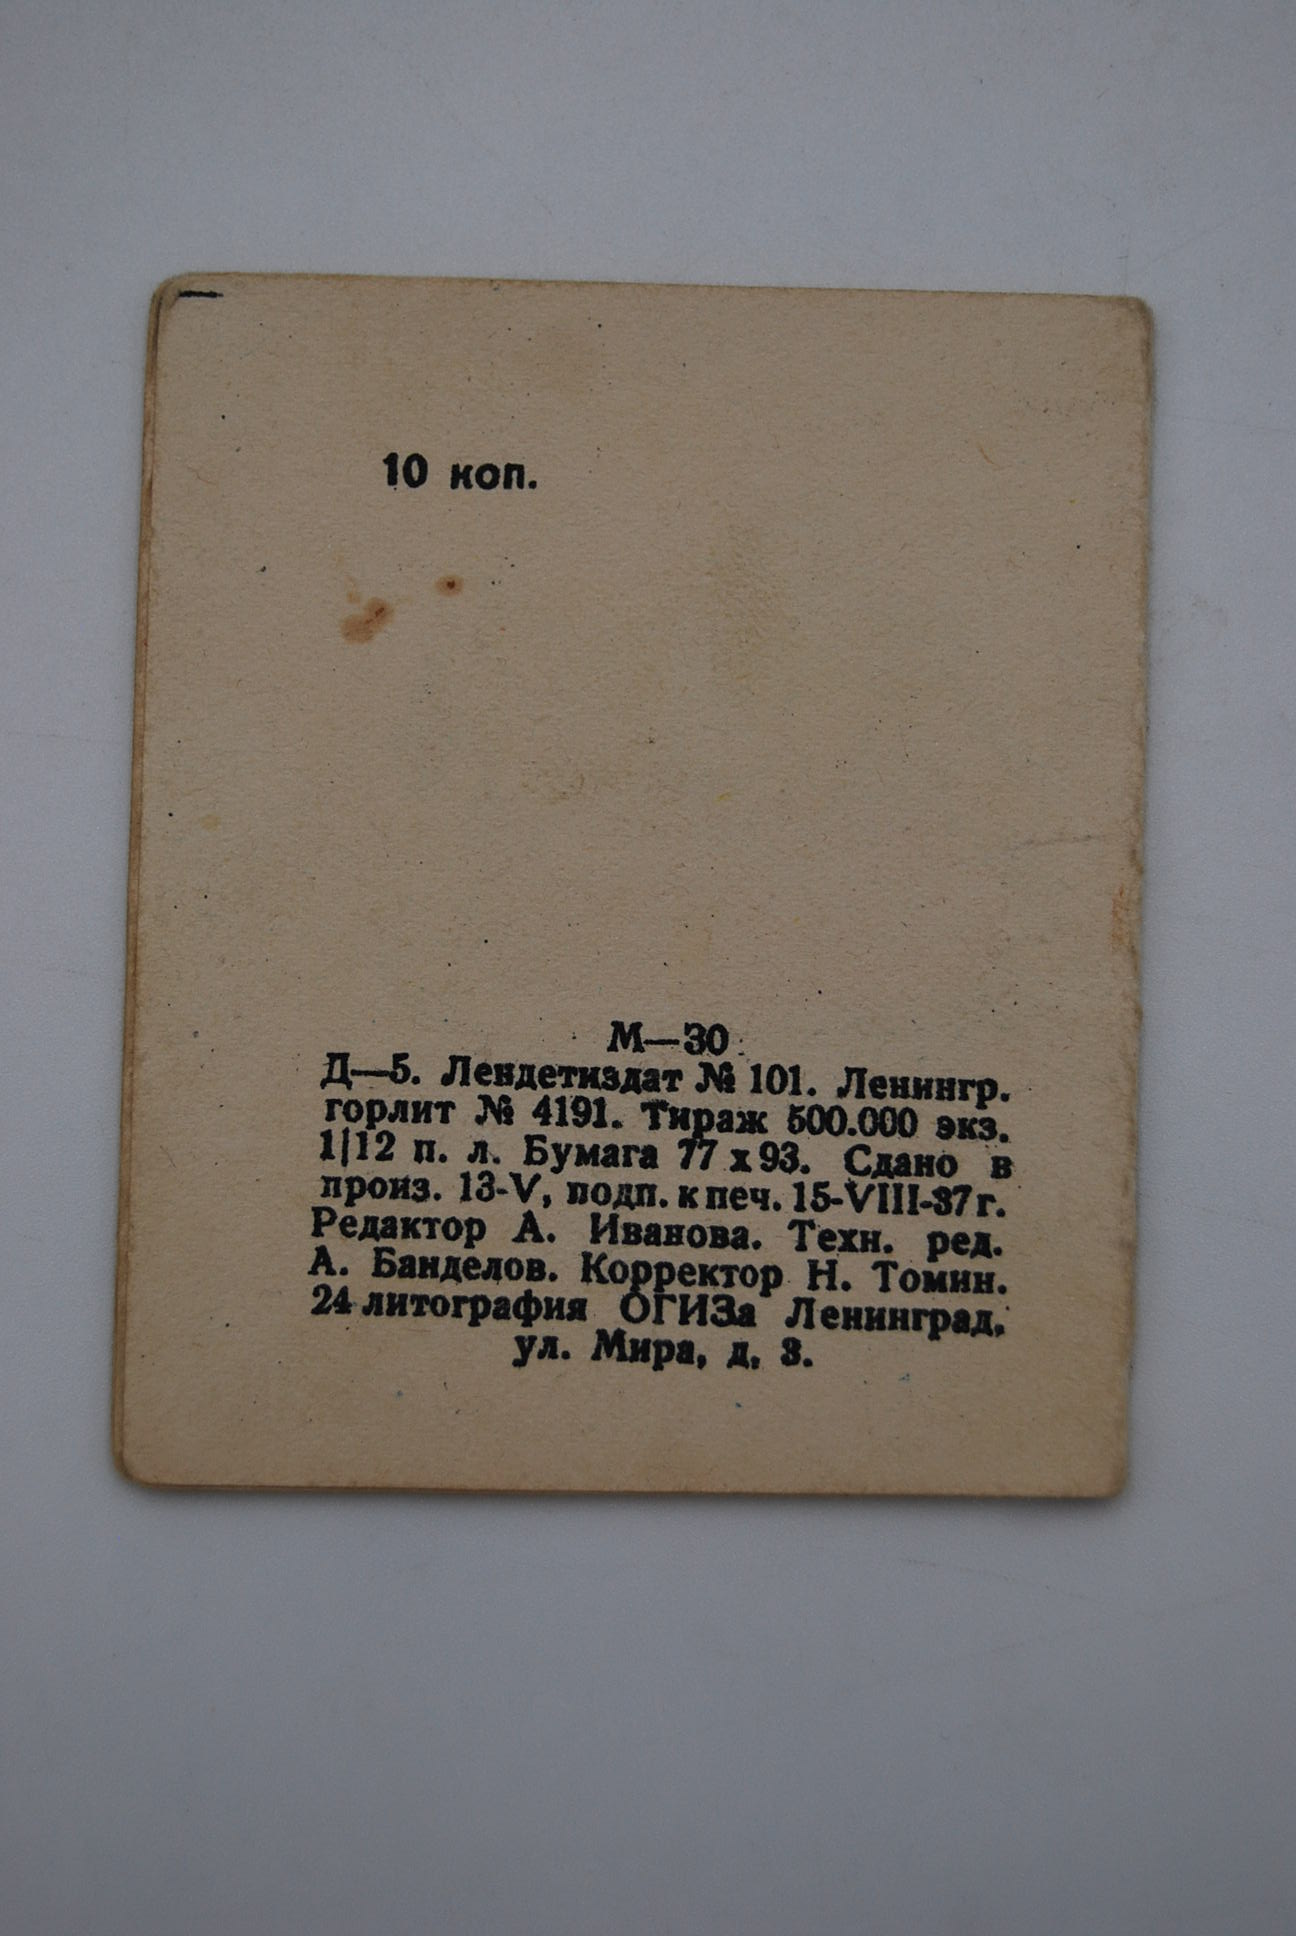 10 коп.
М—30
Д—5. Лендетиздат № 101. Ленингр.
горлит № 4191. Тираж 500.000 экз.
1|12 п. л. Бумага 77 х 93. Сдано в
произ. 13-V, подп. к печ. 15-VIII-37 г.
Редактор А. Иванова. Техн. ред.
А. Банделов. Корректор Н. Томин.
24 литография ОГИЗа Ленинград,
ул. Мира, д. 3.